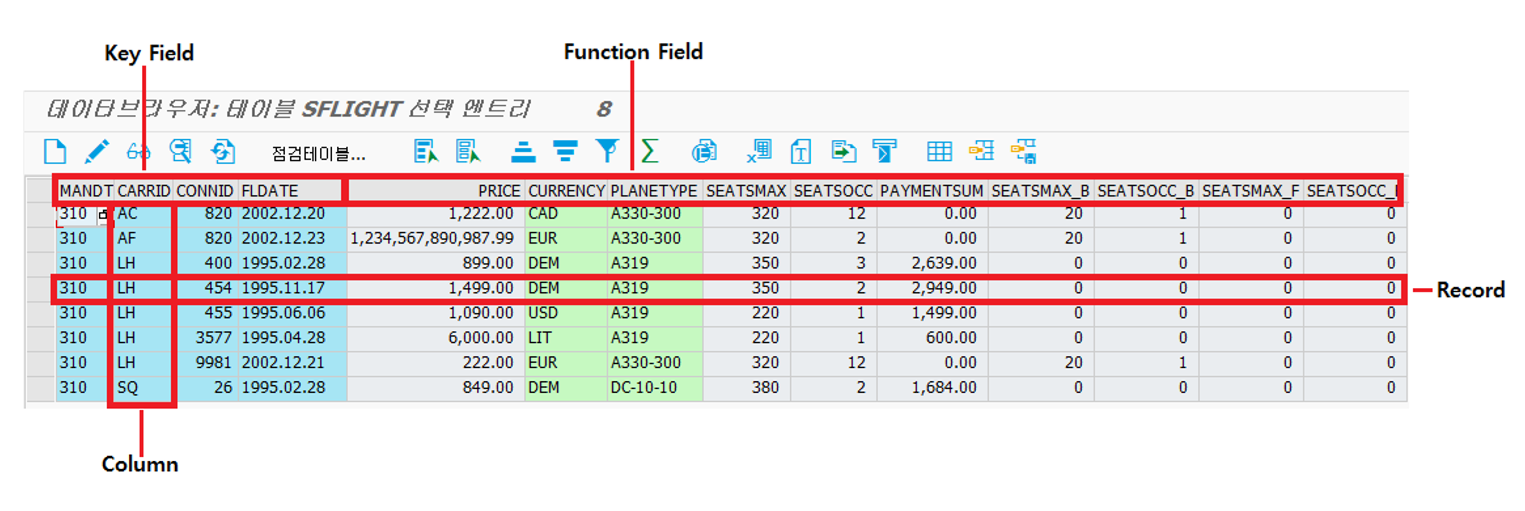 Key Field
Function Field
데이타브라우저: 테이블 SFLIGHT 선택 엔트리 8
점검테이블...
MANDT CARRID CONNID FLDATE PRICE CURRENCY PLANETYPE SEATSMAX SEATSOCC PAYMENTSUM SEATSMAX_B SEATSOCC_B SEATSMAX_F SEATSOCC_
310 AC 820 2002.12.20 1,222.00 CAD A330-300 320 12 0.00 20 1 0 0
310 AF 820 2002.12.23 1,234,567,890,987.99 EUR A330-300 320 2 0.00 20 1 0 0
310 LH 400 1995.02.28 899.00 DEM A319 350 3 2,639.00 0 0 0 0
310 LH 454 1995.11.17 1,499.00 DEM A319 350 2 2,949.00 0 0 0 0
Record
310 LH 455 1995.06.06 1,090.00 USD A319 220 1 1,499.00 0 0 0 0
310 LH 3577 1995.04.28 6,000.00 LIT A319 220 1 600.00 0 0 0 0
310 LH 9981 2002.12.21 222.00 EUR A330-300 320 12 0.00 20 1 0 0
310 SQ 26 1995.02.28 849.00 DEM DC-10-10 380 2 1,684.00 0 0 0 0
Column